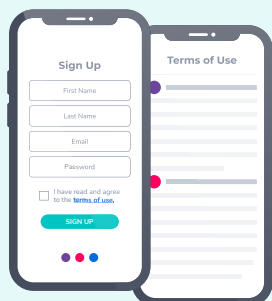 Sign Up
First Name
Last Name
Email
Password
I have read and agree
to the terms of use.
SIGN UP
Terms of Use